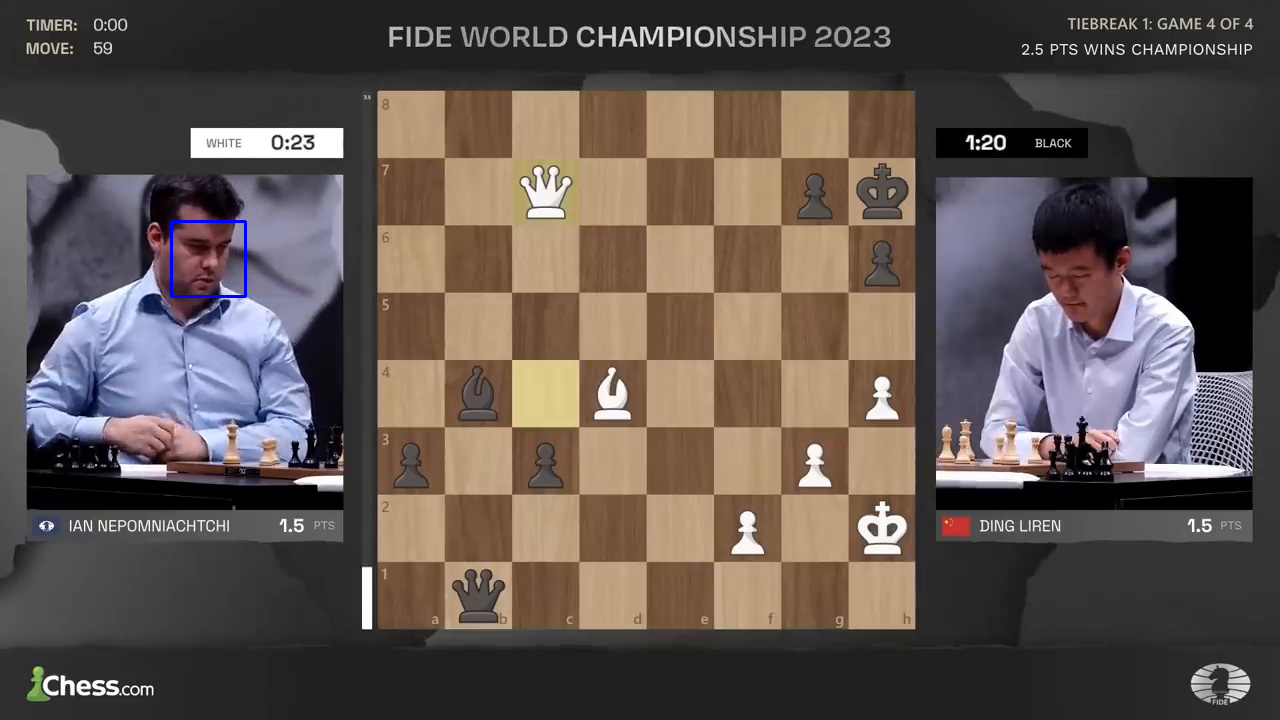 TIMER: 0:00
MOVE: 59
FIDE WORLD CHAMPIONSHIP 2023
TIEBREAK 1: GAME 4 OF 4
2.5 PTS WINS CHAMPIONSHIP
WHITE 0:23
1:20 BLACK
8
7
6
5
4
3
2
1
a b c d e f g h
IAN NEPOMNIACHTCHI 1.5 PTS
DING LIREN 1.5 PTS
Chess.com
FIDE